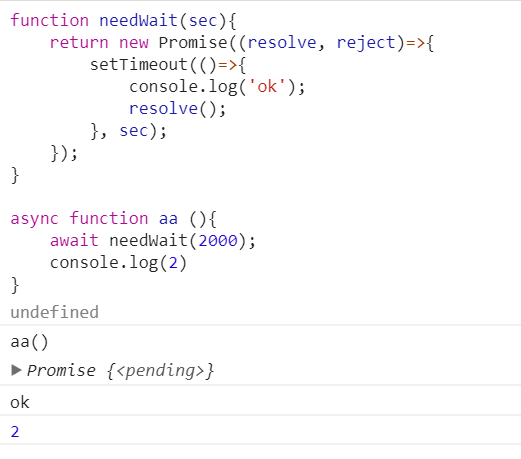 function needWait(sec){
    return new Promise((resolve, reject)=>{
        setTimeout(()=>{
            console.log('ok');
            resolve();
        }, sec);
    });
}

async function aa (){
    await needWait(2000);
    console.log(2)
}
undefined
aa()
▶Promise {<pending>}
ok
2